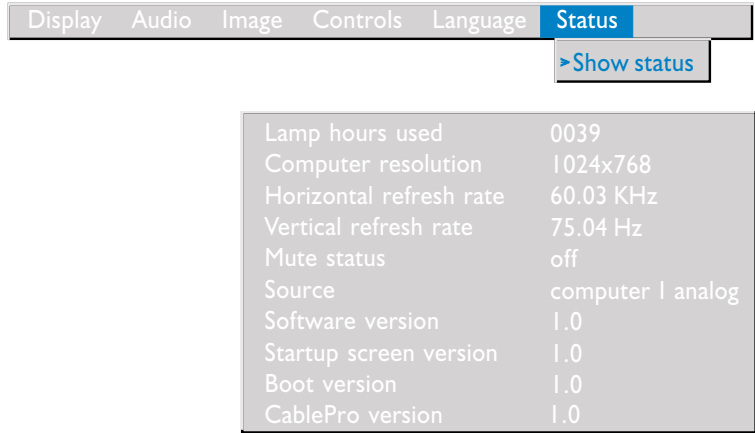 Display Audio Image Controls Language Status
➢Show status
Lamp hours used 0039
Computer resolution 1024x768
Horizontal refresh rate 60.03 KHz
Vertical refresh rate 75.04 Hz
Mute status off
Source computer 1 analog
Software version 1.0
Startup screen version 1.0
Boot version 1.0
CablePro version 1.0